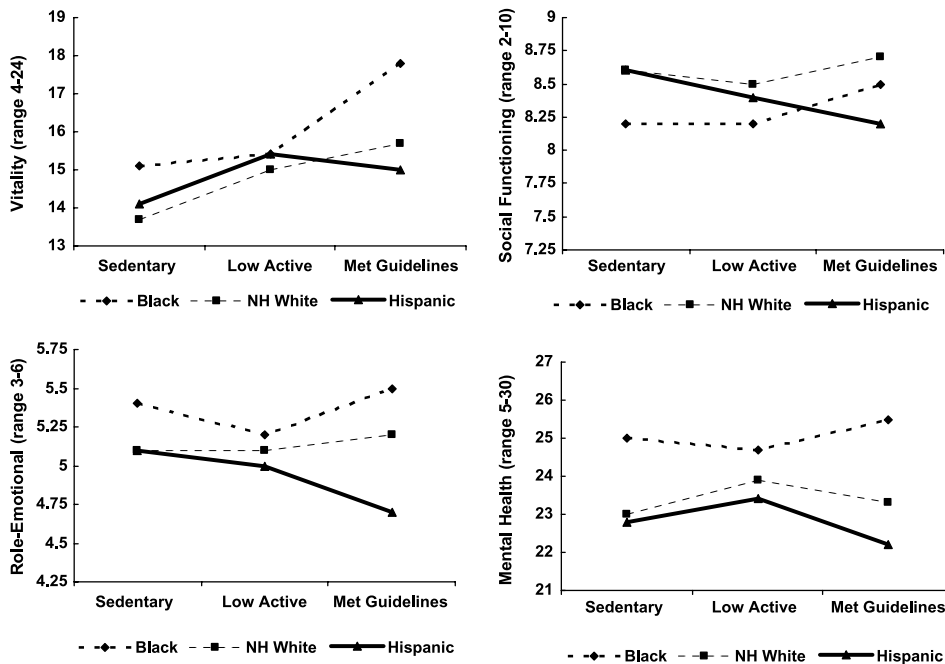 Vitality (range 4-24)
19
18
17
16
15
14
13
Sedentary Low Active Met Guidelines
Black NH White Hispanic
Social Functioning (range 2-10)
9
8.75
8.5
8.25
8
7.75
7.5
7.25
Sedentary Low Active Met Guidelines
Black NH White Hispanic
Role-Emotional (range 3-6)
5.75
5.5
5.25
5
4.75
4.5
4.25
Sedentary Low Active Met Guidelines
Black NH White Hispanic
Mental Health (range 5-30)
27
26
25
24
23
22
21
Sedentary Low Active Met Guidelines
Black NH White Hispanic